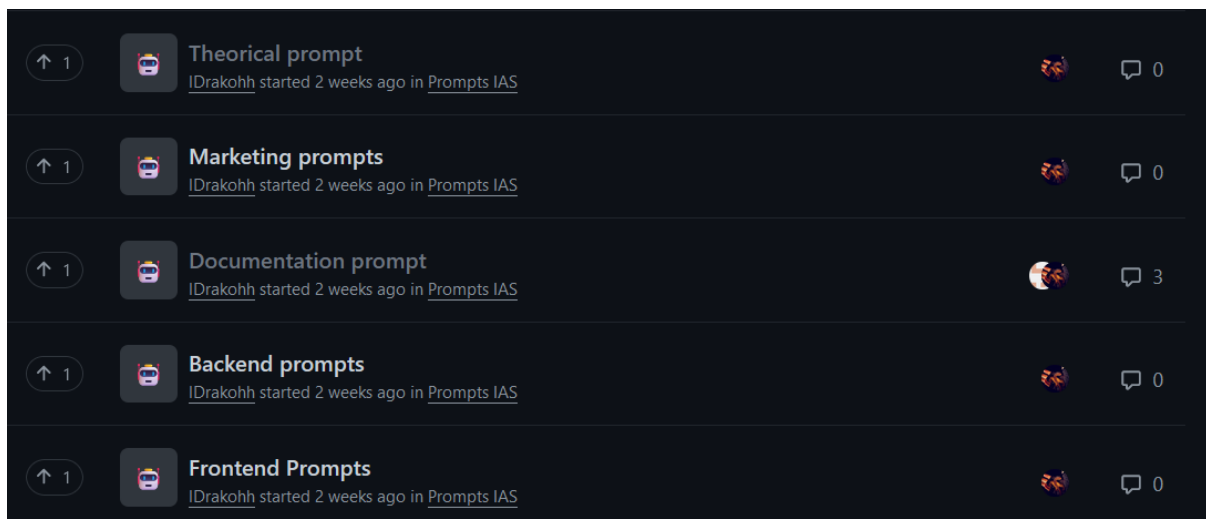 1
Theorical prompt
IDrakohh started 2 weeks ago in Prompts IAS
0
1
Marketing prompts
IDrakohh started 2 weeks ago in Prompts IAS
0
1
Documentation prompt
IDrakohh started 2 weeks ago in Prompts IAS
3
1
Backend prompts
IDrakohh started 2 weeks ago in Prompts IAS
0
1
Frontend Prompts
IDrakohh started 2 weeks ago in Prompts IAS
0